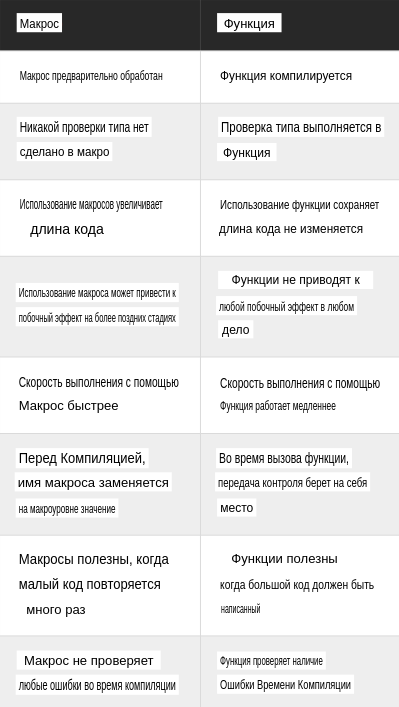 Макрос
Функция
Макрос предварительно обработан
Функция компилируется
Никакой проверки типа нет
сделано в макро
Проверка типа выполняется в
Функция
Использование макросов увеличивает
длина кода
Использование функции сохраняет
длина кода не изменяется
Использование макроса может привести к
побочный эффект на более поздних стадиях
Функции не приводят к
любой побочный эффект в любом
дело
Скорость выполнения с помощью
Макрос быстрее
Скорость выполнения с помощью
Функция работает медленнее
Перед Компиляцией,
имя макроса заменяется
на макроуровне значение
Во время вызова функции,
передача контроля берет на себя
место
Макросы полезны, когда
малый код повторяется
много раз
Функции полезны
когда большой код должен быть
написанный
Макрос не проверяет
любые ошибки во время компиляции
Функция проверяет наличие
Ошибки Времени Компиляции